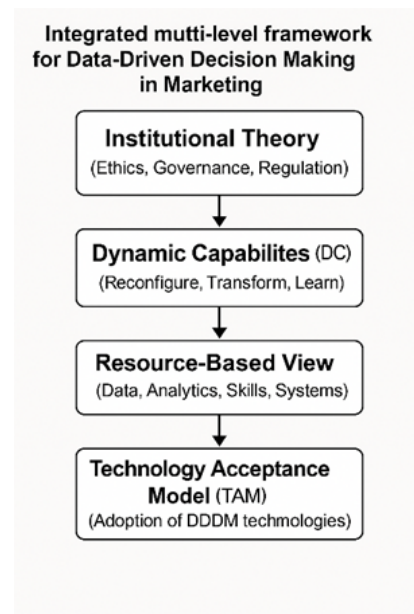 Integrated mutti-level framework
for Data-Driven Decision Making
in Marketing
Institutional Theory
(Ethics, Governance, Regulation)
Dynamic Capabilites (DC)
(Reconfigure, Transform, Learn)
Resource-Based View
(Data, Analytics, Skills, Systems)
Technology Acceptance
Model (TAM)
(Adoption of DDDM technologies)